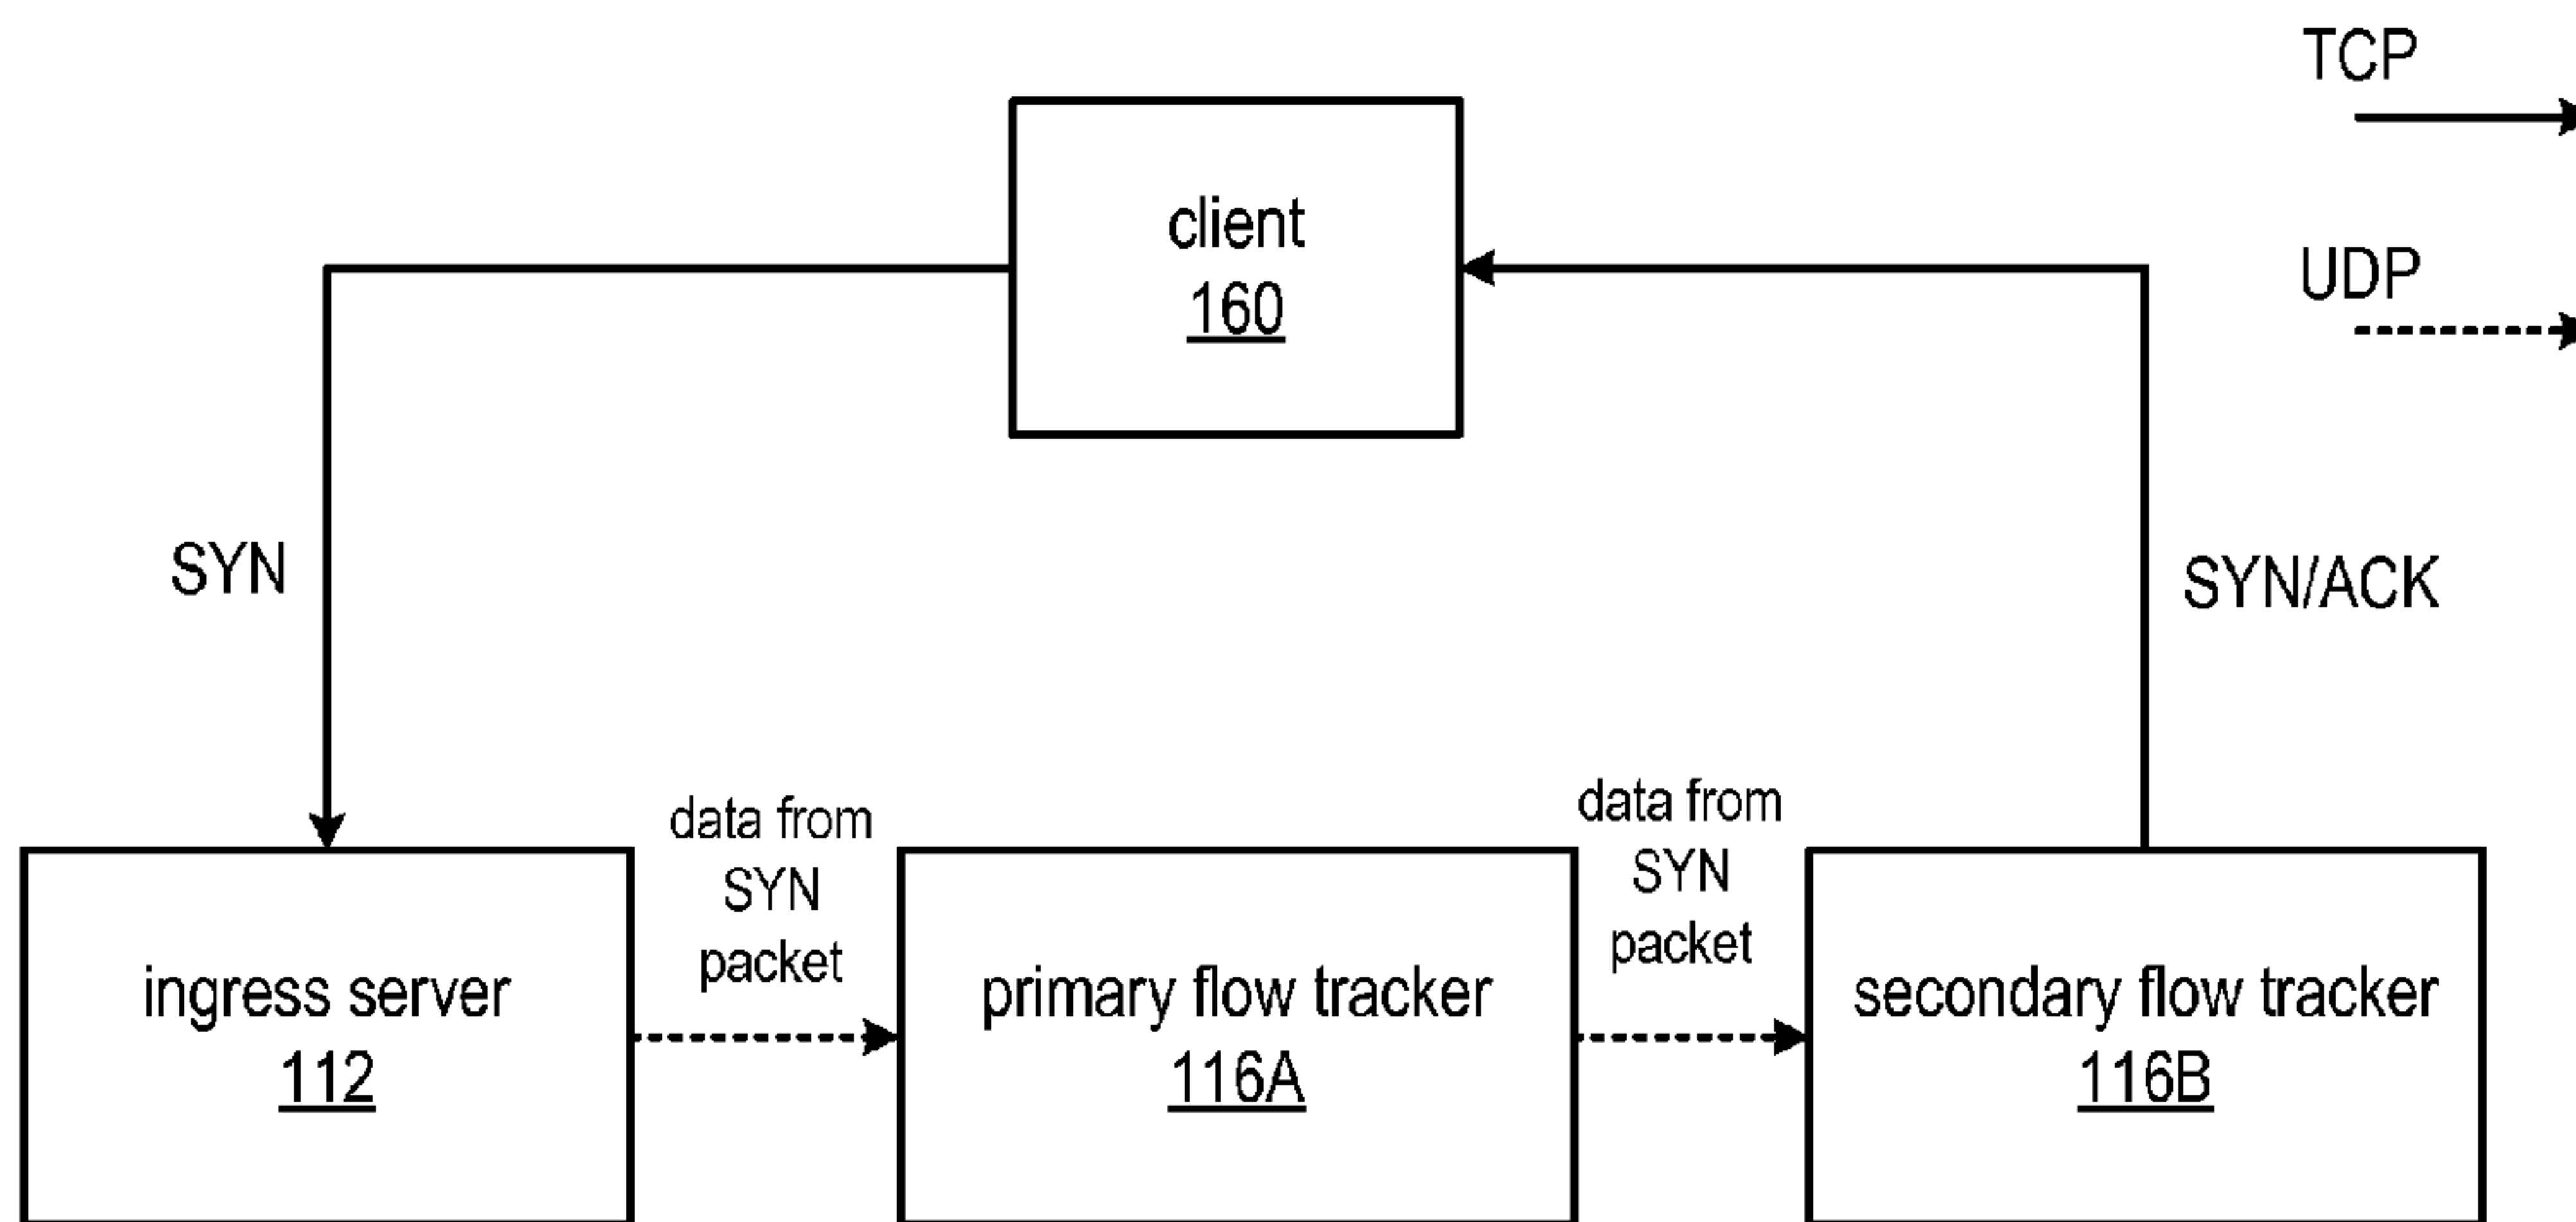 TCP
UDP
client
160
SYN
SYN/ACK
data from
SYN
packet
data from
SYN
packet
ingress server
112
primary flow tracker
116A
secondary flow tracker
116B